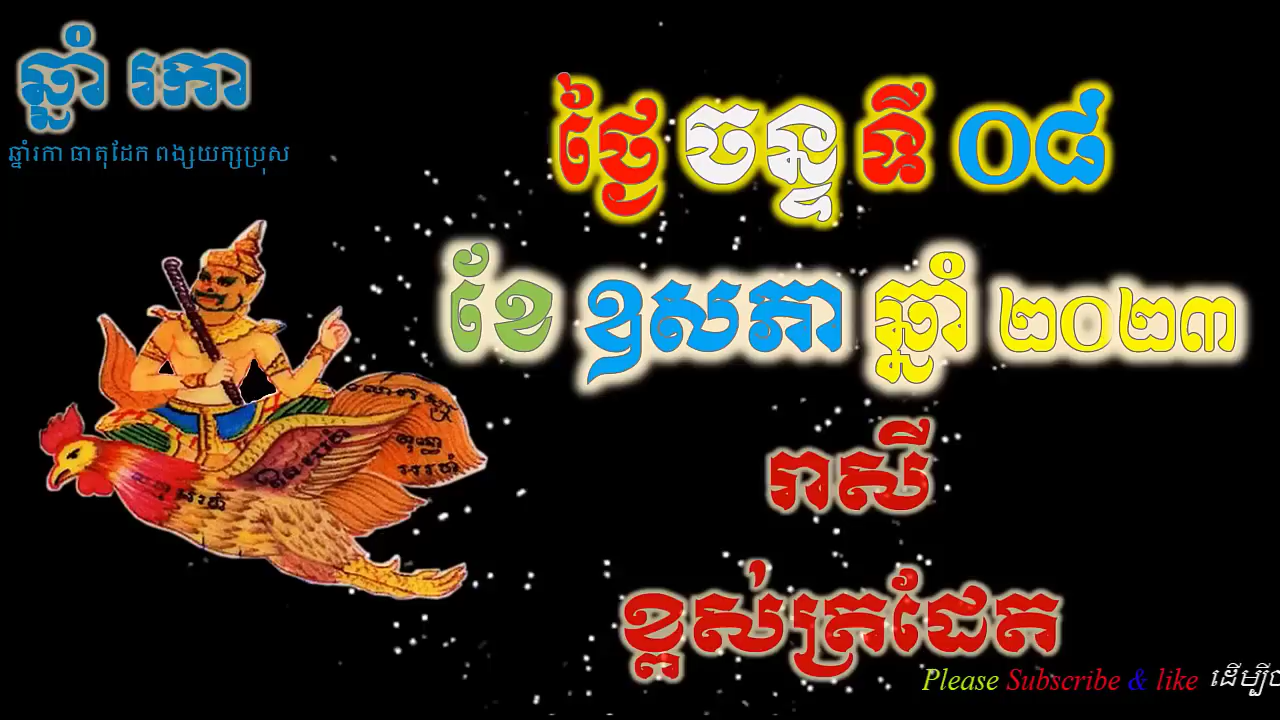 ឆ្នាំ រកា
ឆ្នាំរកា ធាតុដែក ពង្សយក្សប្រុស
ថ្ងៃ ចន្ទ ទី ០៨
ខែ ឧសភា ឆ្នាំ ២០២៣
រាសី
ខ្ពស់ត្រដែត
Please Subscribe & like ដើម្បី